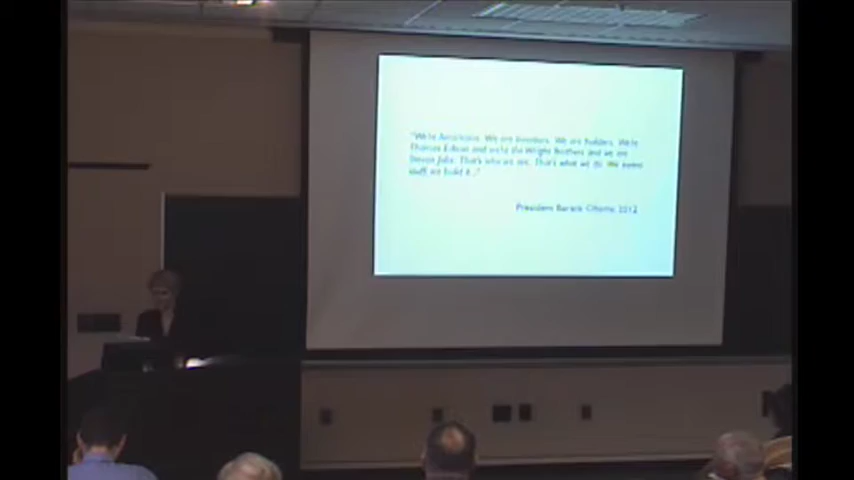 "We're Americans. We are inventors. We are builders. We're
Thomas Edison and we're the Wright Brothers and we are
Steven Jobs. That's who we are. That's what we do. We invent
stuff, we build it..."
President Barack Obama 2012